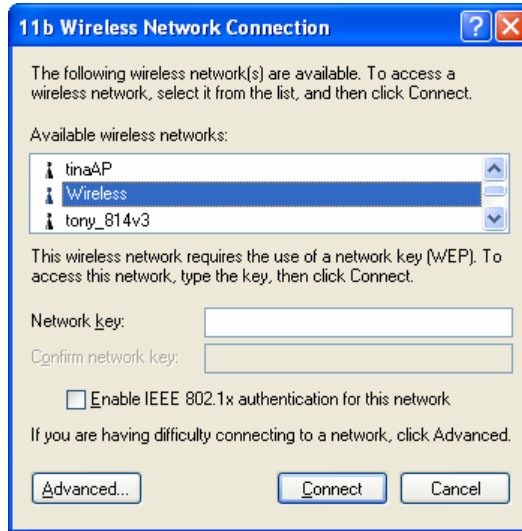 11b Wireless Network Connection
The following wireless network(s) are available. To access a
wireless network, select it from the list, and then click Connect.
Available wireless networks:
tinaAP
Wireless
tony_814v3
This wireless network requires the use of a network key (WEP). To
access this network, type the key, then click Connect.
Network key:
Confirm network key:
Enable IEEE 802.1x authentication for this network
If you are having difficulty connecting to a network, click Advanced.
Advanced... Connect Cancel